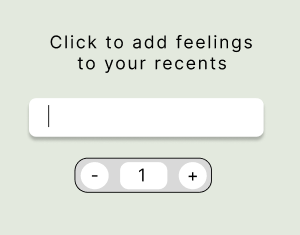 Click to add feelings
to your recents
- 1 +